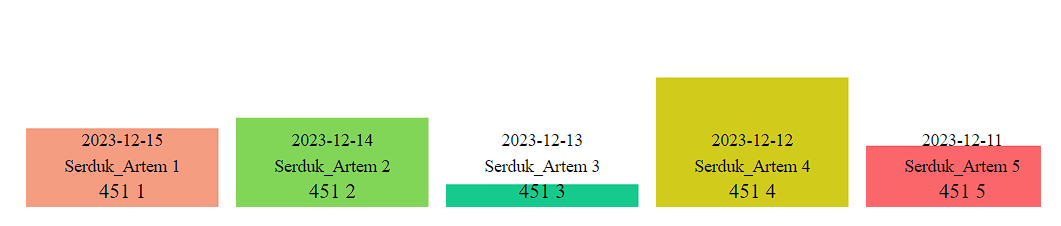 2023-12-15
Serduk_Artem 1
451 1
2023-12-14
Serduk_Artem 2
451 2
2023-12-13
Serduk_Artem 3
451 3
2023-12-12
Serduk_Artem 4
451 4
2023-12-11
Serduk_Artem 5
451 5